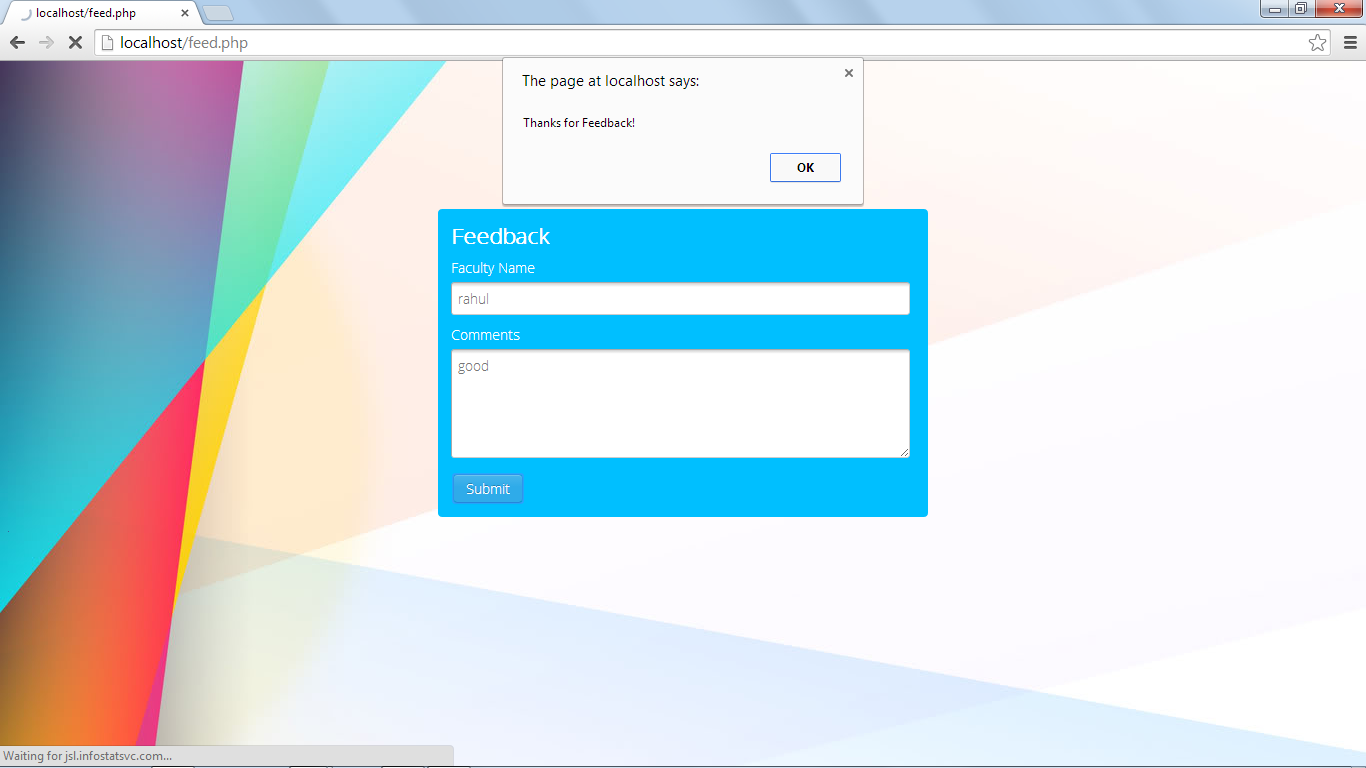 localhost/feed.php
localhost/feed.php
The page at localhost says:
Thanks for Feedback!
OK
Feedback
Faculty Name
rahul
Comments
good
Submit
Waiting for jsl.infostatsvc.com...